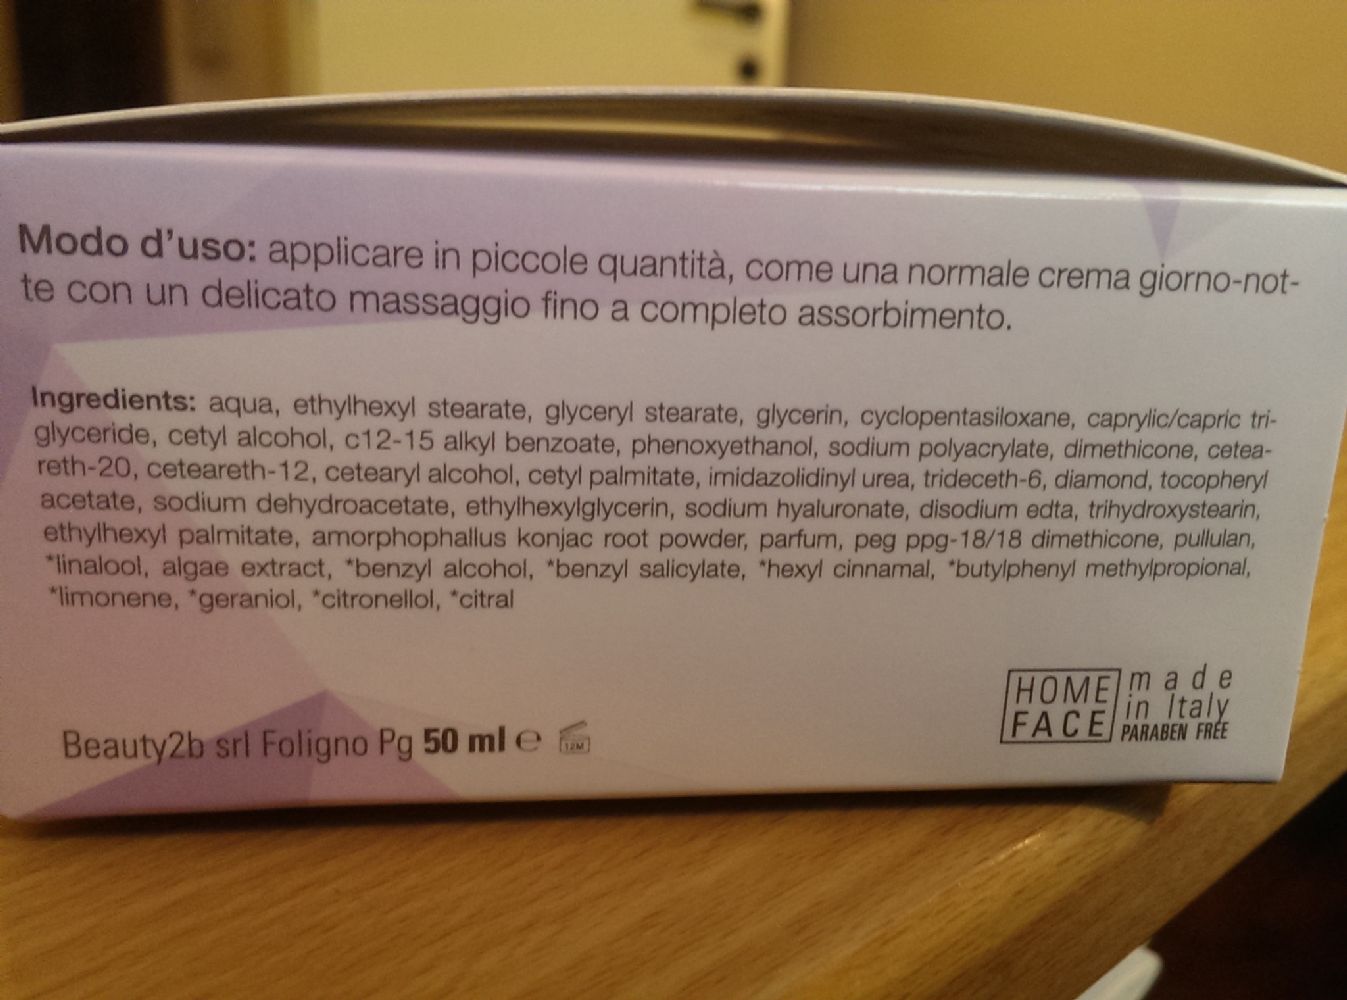 Modo d'uso: applicare in piccole quantità, come una normale crema giorno-not-
te con un delicato massaggio fino a completo assorbimento.
Ingredients: aqua, ethylhexyl stearate, glyceryl stearate, glycerin, cyclopentasiloxane, caprylic/capric tri-
glyceride, cetyl alcohol, c12-15 alkyl benzoate, phenoxyethanol, sodium polyacrylate, dimethicone, cetea-
reth-20, ceteareth-12, cetearyl alcohol, cetyl palmitate, imidazolidinyl urea, trideceth-6, diamond, tocopheryl
acetate, sodium dehydroacetate, ethylhexylglycerin, sodium hyaluronate, disodium edta, trihydroxystearin,
ethylhexyl palmitate, amorphophallus konjac root powder, parfum, peg ppg-18/18 dimethicone, pullulan,
*linalool, algae extract, *benzyl alcohol, *benzyl salicylate, *hexyl cinnamal, *butylphenyl methylpropional,
*limonene, *geraniol, *citronellol, *citral
Beauty2b srl Foligno Pg 50 ml e 12M
HOME
FACE
made
in Italy
PARABEN FREE